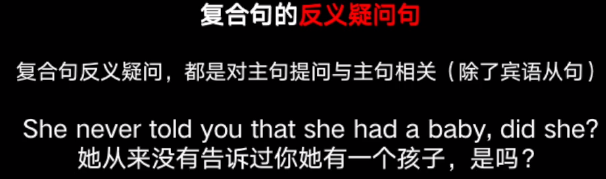 复合句的反义疑问句
复合句反义疑问，都是对主句提问与主句相关（除了宾语从句）
She never told you that she had a baby, did she?
她从来没有告诉过你她有一个孩子，是吗？